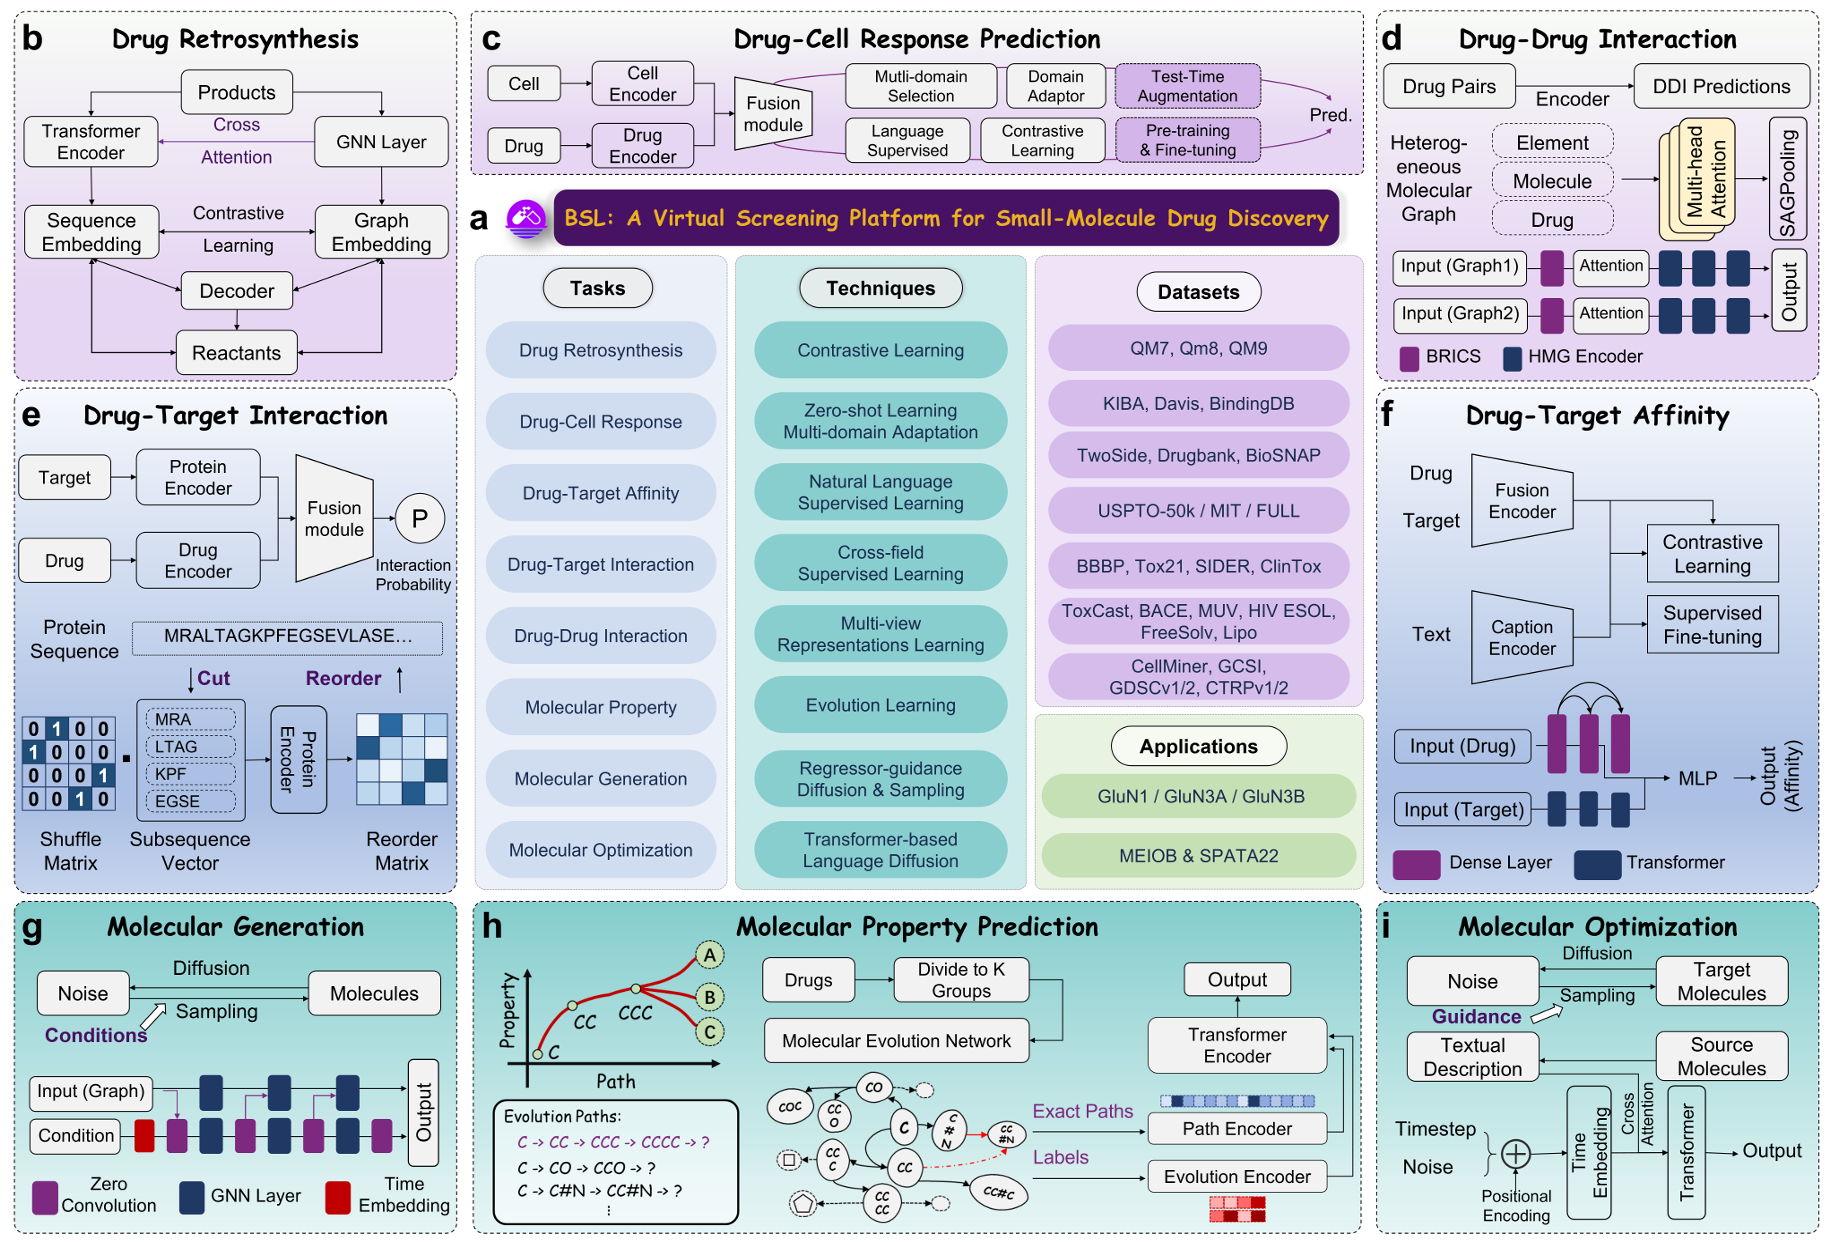 b Drug Retrosynthesis
Products
Cross
Attention
Transformer
Encoder
GNN Layer
Sequence
Embedding
Contrastive
Learning
Graph
Embedding
Decoder
Reactants
c Drug-Cell Response Prediction
Cell
Cell
Encoder
Drug
Drug
Encoder
Fusion
module
Mutli-domain
Selection
Domain
Adaptor
Test-Time
Augmentation
Language
Supervised
Contrastive
Learning
Pre-training
& Fine-tuning
Pred.
d Drug-Drug Interaction
Drug Pairs
Encoder
DDI Predictions
Heterog-
eneous
Molecular
Graph
Element
Molecule
Drug
Multi-head
Attention
SAGPooling
Input (Graph1)
Attention
Input (Graph2)
Attention
Output
BRICS
HMG Encoder
a BSL: A Virtual Screening Platform for Small-Molecule Drug Discovery
Tasks
Drug Retrosynthesis
Drug-Cell Response
Drug-Target Affinity
Drug-Target Interaction
Drug-Drug Interaction
Molecular Property
Molecular Generation
Molecular Optimization
Techniques
Contrastive Learning
Zero-shot Learning
Multi-domain Adaptation
Natural Language
Supervised Learning
Cross-field
Supervised Learning
Multi-view
Representations Learning
Evolution Learning
Regressor-guidance
Diffusion & Sampling
Transformer-based
Language Diffusion
Datasets
QM7, Qm8, QM9
KIBA, Davis, BindingDB
TwoSide, Drugbank, BioSNAP
USPTO-50k / MIT / FULL
BBBP, Tox21, SIDER, ClinTox
ToxCast, BACE, MUV, HIV ESOL,
FreeSolv, Lipo
CellMiner, GCSI,
GDSCv1/2, CTRPv1/2
Applications
GluN1 / GluN3A / GluN3B
MEIOB & SPATA22
e Drug-Target Interaction
Target
Protein
Encoder
Drug
Drug
Encoder
Fusion
module
P
Interaction
Probability
Protein
Sequence
MRALTAGKPFEGSEVLASE...
Cut
Reorder
0 1 0 0
1 0 0 0
0 0 0 1
0 0 1 0
MRA
LTAG
KPF
EGSE
Protein
Encoder
Shuffle
Matrix
Subsequence
Vector
Reorder
Matrix
f Drug-Target Affinity
Drug
Target
Fusion
Encoder
Text
Caption
Encoder
Contrastive
Learning
Supervised
Fine-tuning
Input (Drug)
Input (Target)
MLP
Output
(Affinity)
Dense Layer
Transformer
g Molecular Generation
Noise
Diffusion
Sampling
Molecules
Conditions
Input (Graph)
Condition
Output
Zero
Convolution
GNN Layer
Time
Embedding
h Molecular Property Prediction
Property
Path
C
CC
CCC
A
B
C
Evolution Paths:
C -> CC -> CCC -> CCCC -> ?
C -> CO -> CCO -> ?
C -> C#N -> CC#N -> ?
⋮
Drugs
Divide to K
Groups
Molecular Evolution Network
COC
CO
CC
O
C
C
#
N
CC
#N
CC
C
CC
CC
CC
CC#C
Exact Paths
Labels
Output
Transformer
Encoder
Path Encoder
Evolution Encoder
i Molecular Optimization
Noise
Diffusion
Sampling
Target
Molecules
Guidance
Textual
Description
Source
Molecules
Timestep
Noise
Positional
Encoding
Time
Embedding
Cross
Attention
Transformer
Output